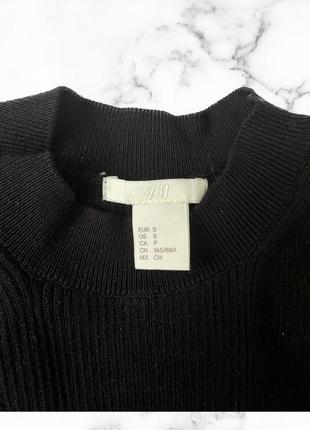 H&M
EUR S
US S
CA P
CN 165/88A
MX CH